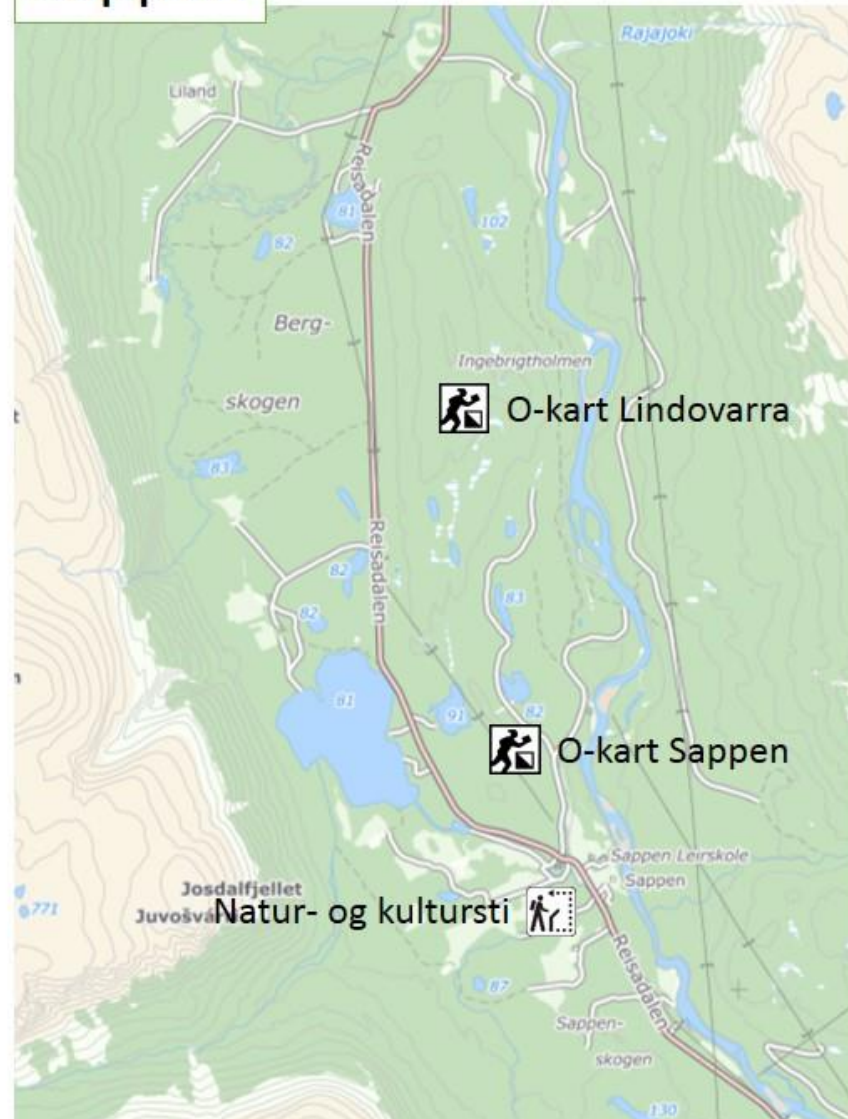 Rajajoki
Liland
Reisadalen
81
82
102
Berg-
Ingebrigtholmen
skogen
O-kart Lindovarra
83
Reisadalen
82
83
82
81
91
82
O-kart Sappen
Sappen Leirskole
Sappen
Josdalfjellet
771
Natur- og kultursti
Reisadalen
87
Sappen-
skogen
130